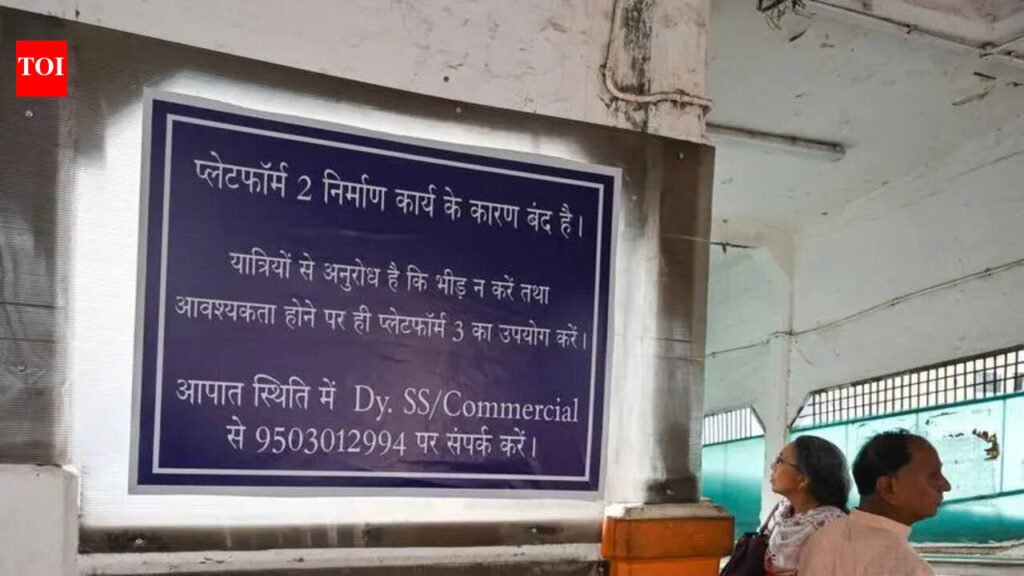 TOI
प्लेटफॉर्म 2 निर्माण कार्य के कारण बंद है।
यात्रियों से अनुरोध है कि भीड़ न करें तथा
आवश्यकता होने पर ही प्लेटफॉर्म 3 का उपयोग करें।
आपात स्थिति में Dy. SS/Commercial
से 9503012994 पर संपर्क करें।